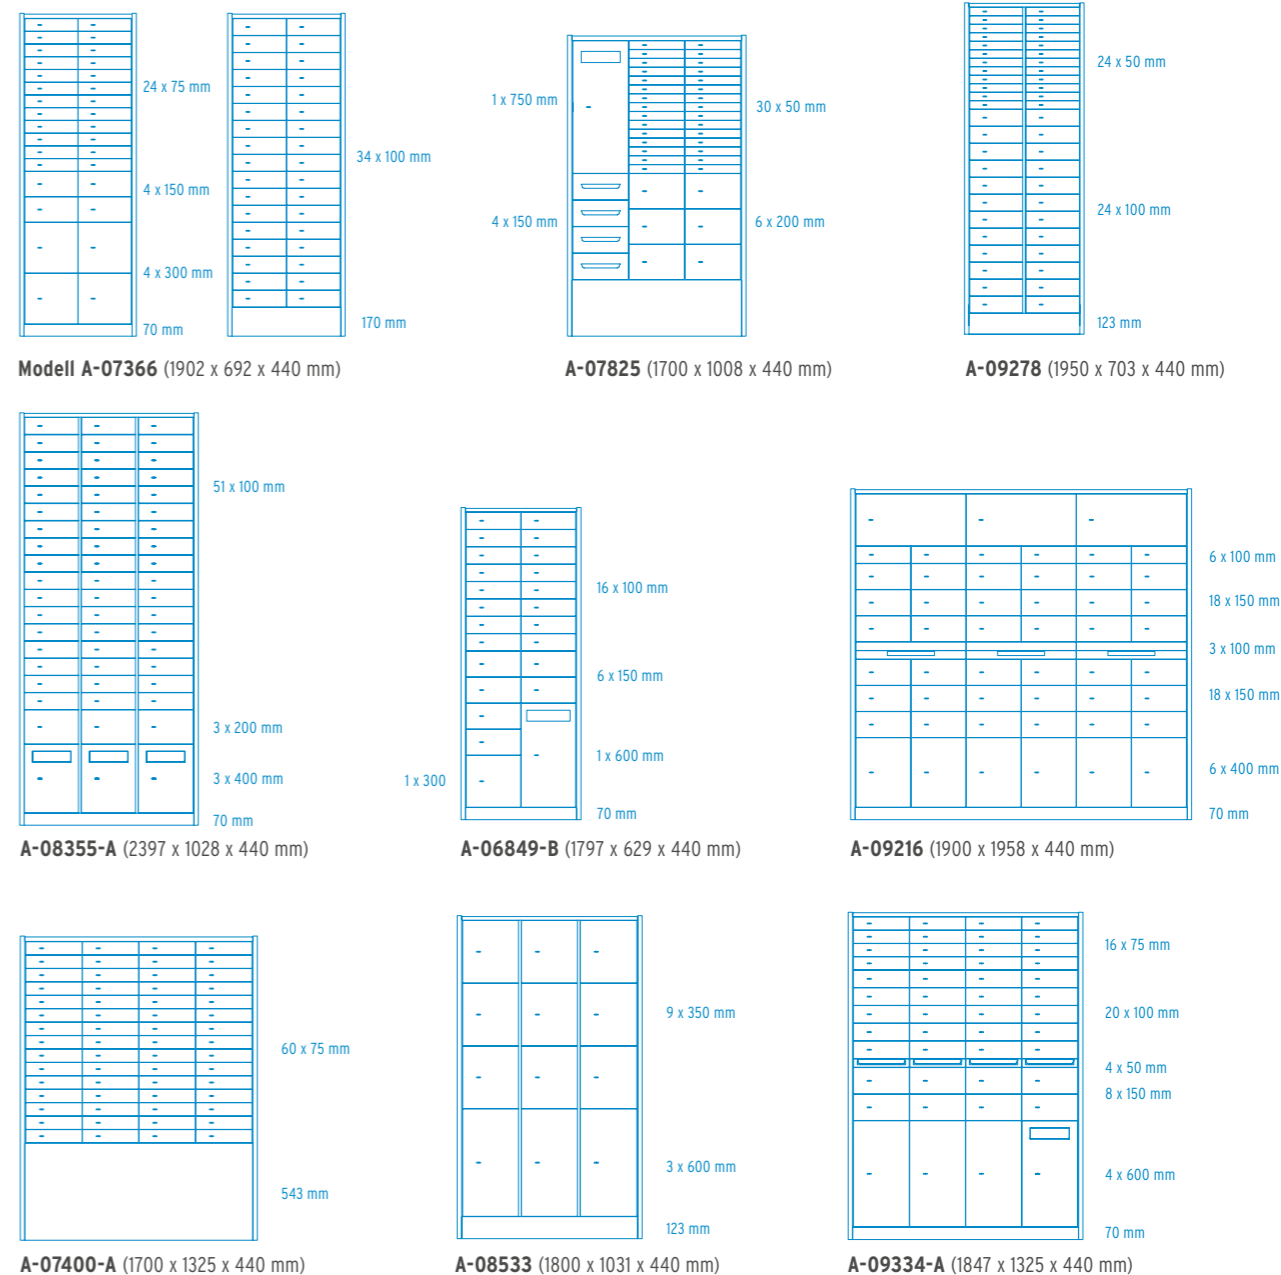 24 x 75 mm
4 x 150 mm
4 x 300 mm
70 mm
34 x 100 mm
170 mm
Modell A-07366 (1902 x 692 x 440 mm)
1 x 750 mm
4 x 150 mm
30 x 50 mm
6 x 200 mm
A-07825 (1700 x 1008 x 440 mm)
24 x 50 mm
24 x 100 mm
123 mm
A-09278 (1950 x 703 x 440 mm)
51 x 100 mm
3 x 200 mm
3 x 400 mm
70 mm
A-08355-A (2397 x 1028 x 440 mm)
16 x 100 mm
6 x 150 mm
1 x 600 mm
1 x 300
70 mm
A-06849-B (1797 x 629 x 440 mm)
6 x 100 mm
18 x 150 mm
3 x 100 mm
18 x 150 mm
6 x 400 mm
70 mm
A-09216 (1900 x 1958 x 440 mm)
60 x 75 mm
543 mm
A-07400-A (1700 x 1325 x 440 mm)
9 x 350 mm
3 x 600 mm
123 mm
A-08533 (1800 x 1031 x 440 mm)
16 x 75 mm
20 x 100 mm
4 x 50 mm
8 x 150 mm
4 x 600 mm
70 mm
A-09334-A (1847 x 1325 x 440 mm)